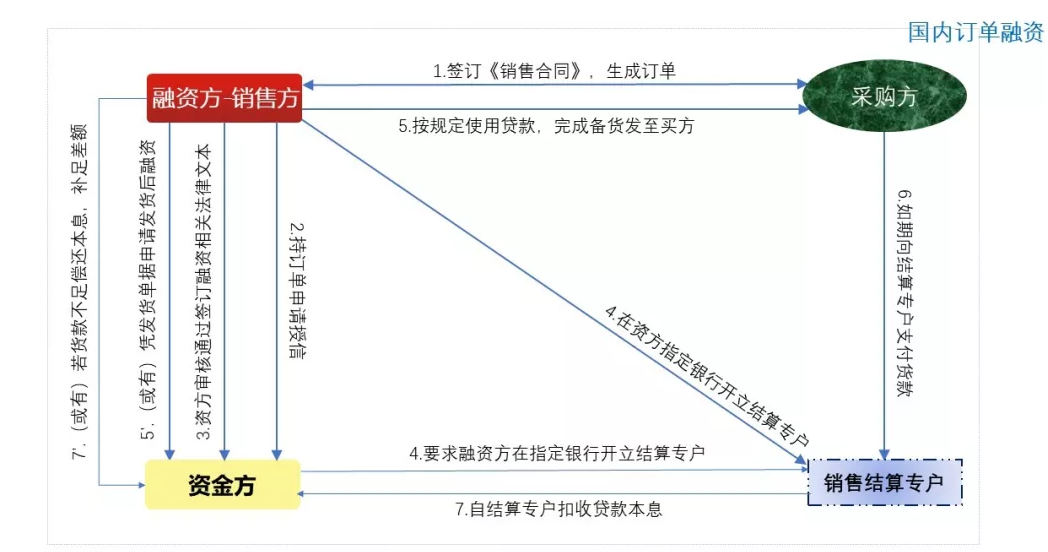 国内订单融资
1.签订《销售合同》，生成订单
融资方-销售方
采购方
5.按规定使用贷款，完成备货发至买方
7'.（或有）若货款不足偿还本息，补足差额
5'.（或有）凭发货单据申请发货后融资
3.资方审核通过签订融资相关法律文本
2.持订单申请授信
4.在资方指定银行开立结算专户
6.如期向结算专户支付货款
4.要求融资方在指定银行开立结算专户
资金方
销售结算专户
7.自结算专户扣收贷款本息